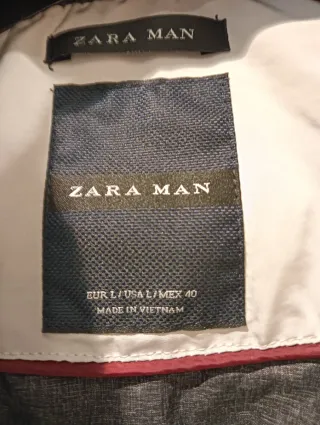 ZARA MAN
ZARA MAN
EUR L / USA L / MEX 40
MADE IN VIETNAM